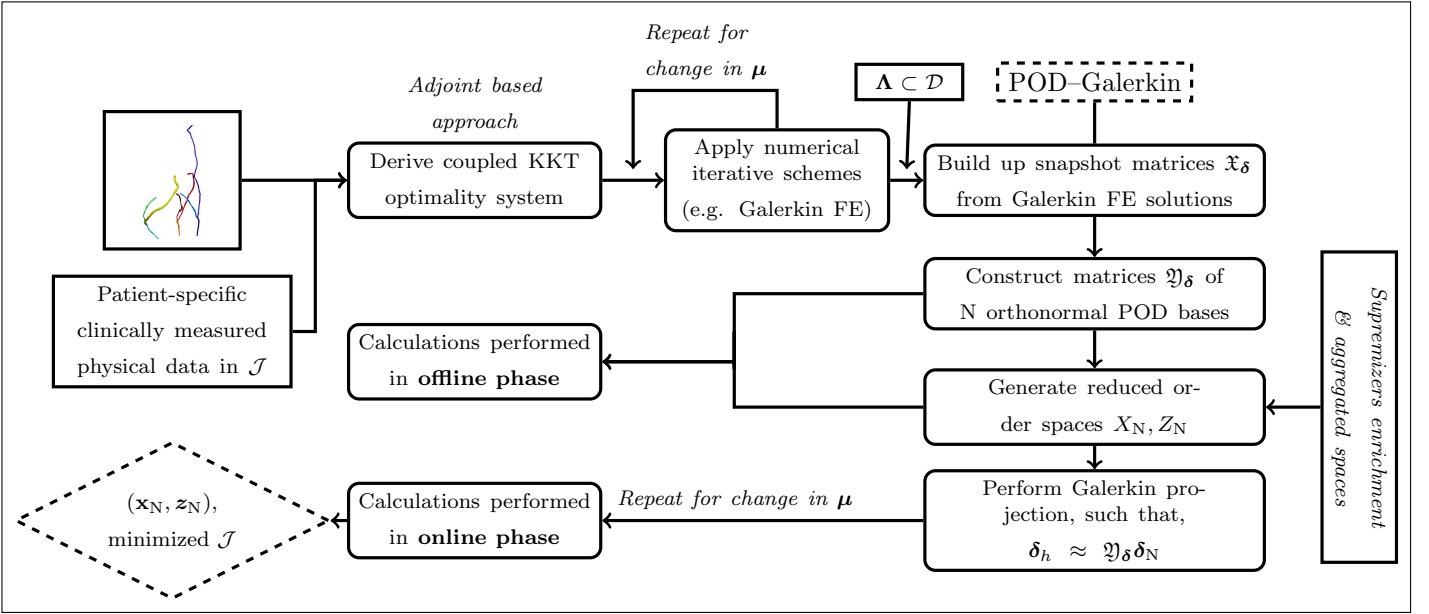 Repeat for
change in μ
Adjoint based
approach
Λ ⊂ 𝒟
POD–Galerkin
Derive coupled KKT
optimality system
Apply numerical
iterative schemes
(e.g. Galerkin FE)
Build up snapshot matrices 𝔛_δ
from Galerkin FE solutions
Patient-specific
clinically measured
physical data in 𝒥
Construct matrices 𝔜_δ of
N orthonormal POD bases
Calculations performed
in offline phase
Generate reduced or-
der spaces X_N, Z_N
Supremizers enrichment
& aggregated spaces
Perform Galerkin pro-
jection, such that,
δ_h ≈ 𝔜_δ δ_N
Repeat for change in μ
Calculations performed
in online phase
(x_N, z_N),
minimized 𝒥